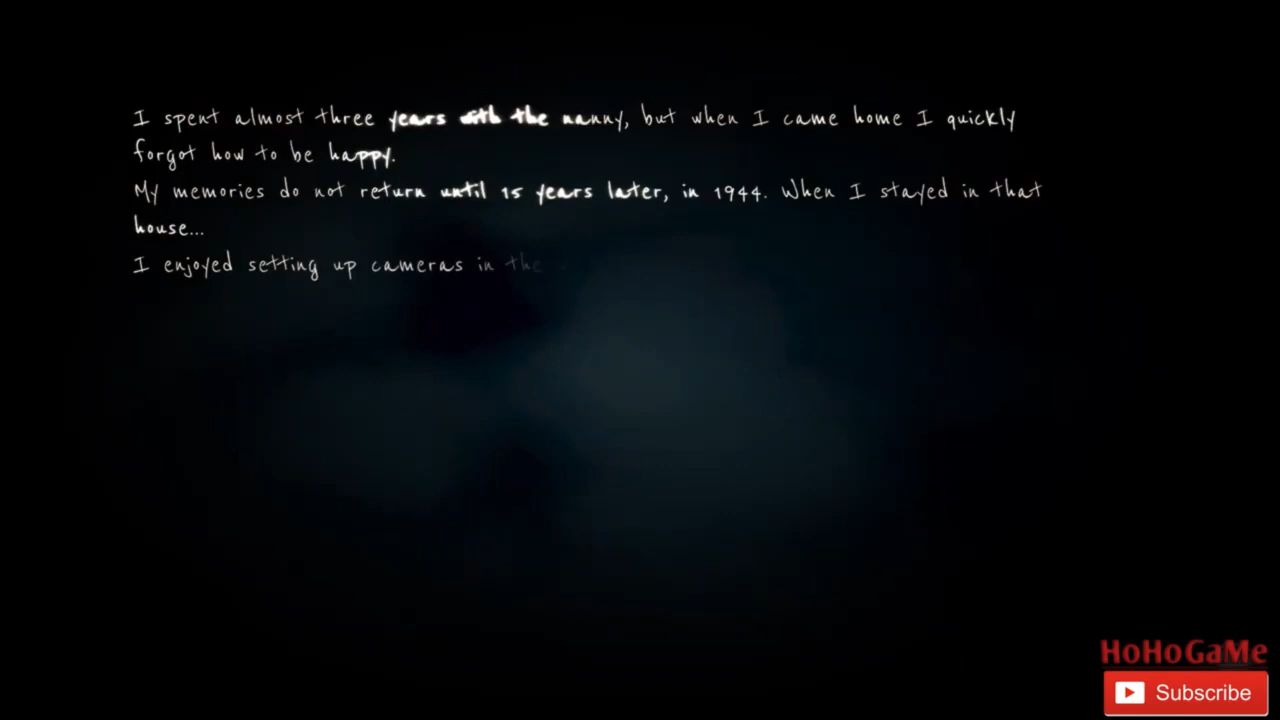 I spent almost three years with the nanny, but when I came home I quickly
forgot how to be happy.
My memories do not return until 15 years later, in 1944. When I stayed in that
house...
I enjoyed setting up cameras in the
HoHoGaMe
Subscribe